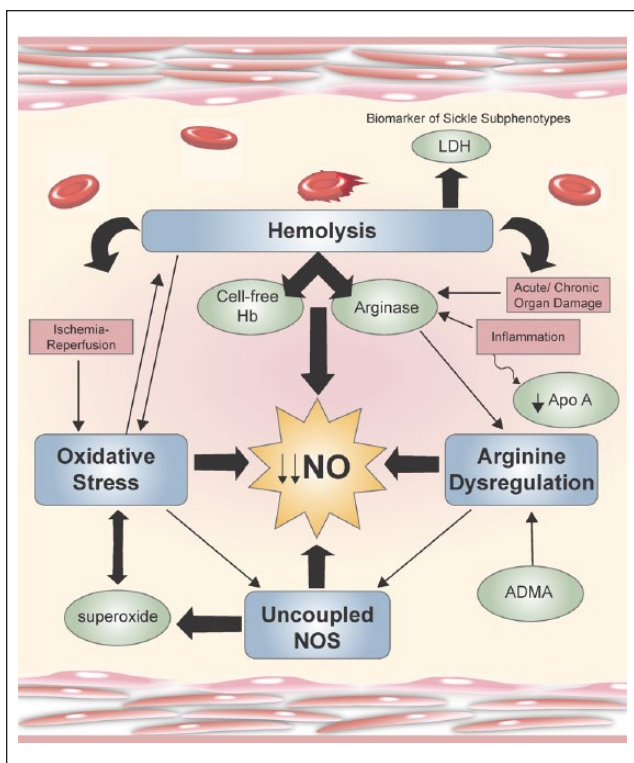 Biomarker of Sickle Subphenotypes
LDH
Hemolysis
Cell-free
Hb
Arginase
Acute/ Chronic
Organ Damage
Ischemia-
Reperfusion
Inflammation
↓ Apo A
Oxidative
Stress
↓↓NO
Arginine
Dysregulation
superoxide
Uncoupled
NOS
ADMA